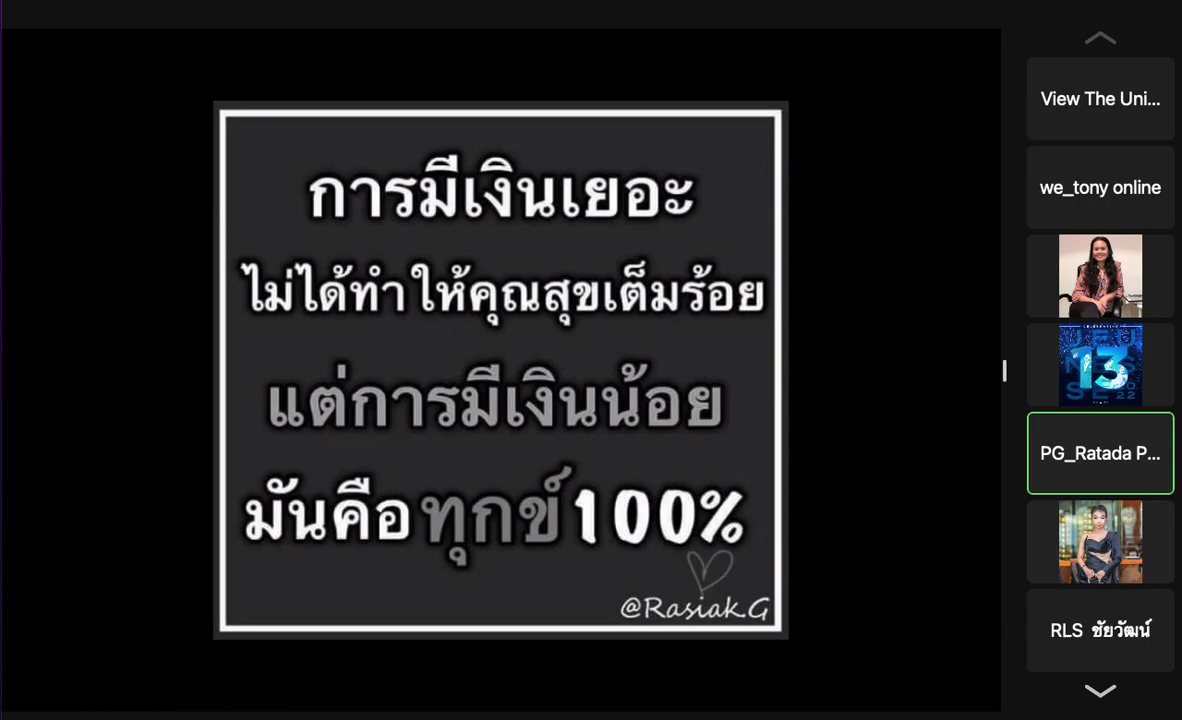 การมีเงินเยอะ
ไม่ได้ทำให้คุณสุขเต็มร้อย
แต่การมีเงินน้อย
มันคือทุกข์100%
@Rasiak.G
View The Uni...
we_tony online
13
22
PG_Ratada P...
RLS ชัยวัฒน์